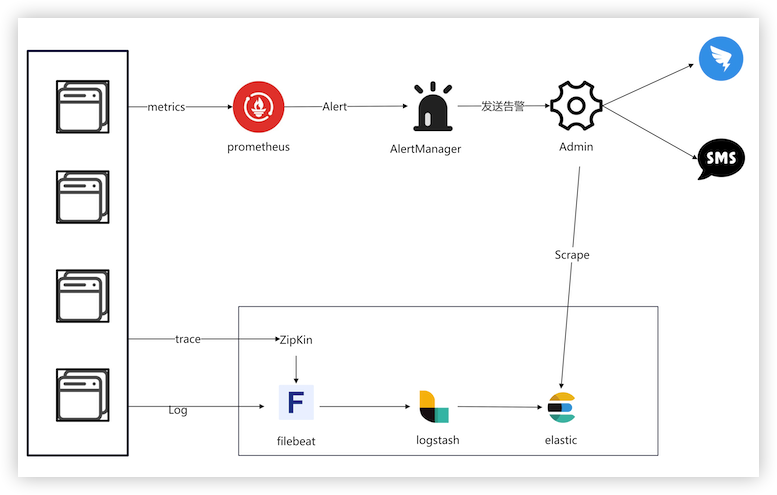 metrics
prometheus
Alert
AlertManager
发送告警
Admin
SMS
Scrape
trace
ZipKin
Log
F
filebeat
logstash
elastic